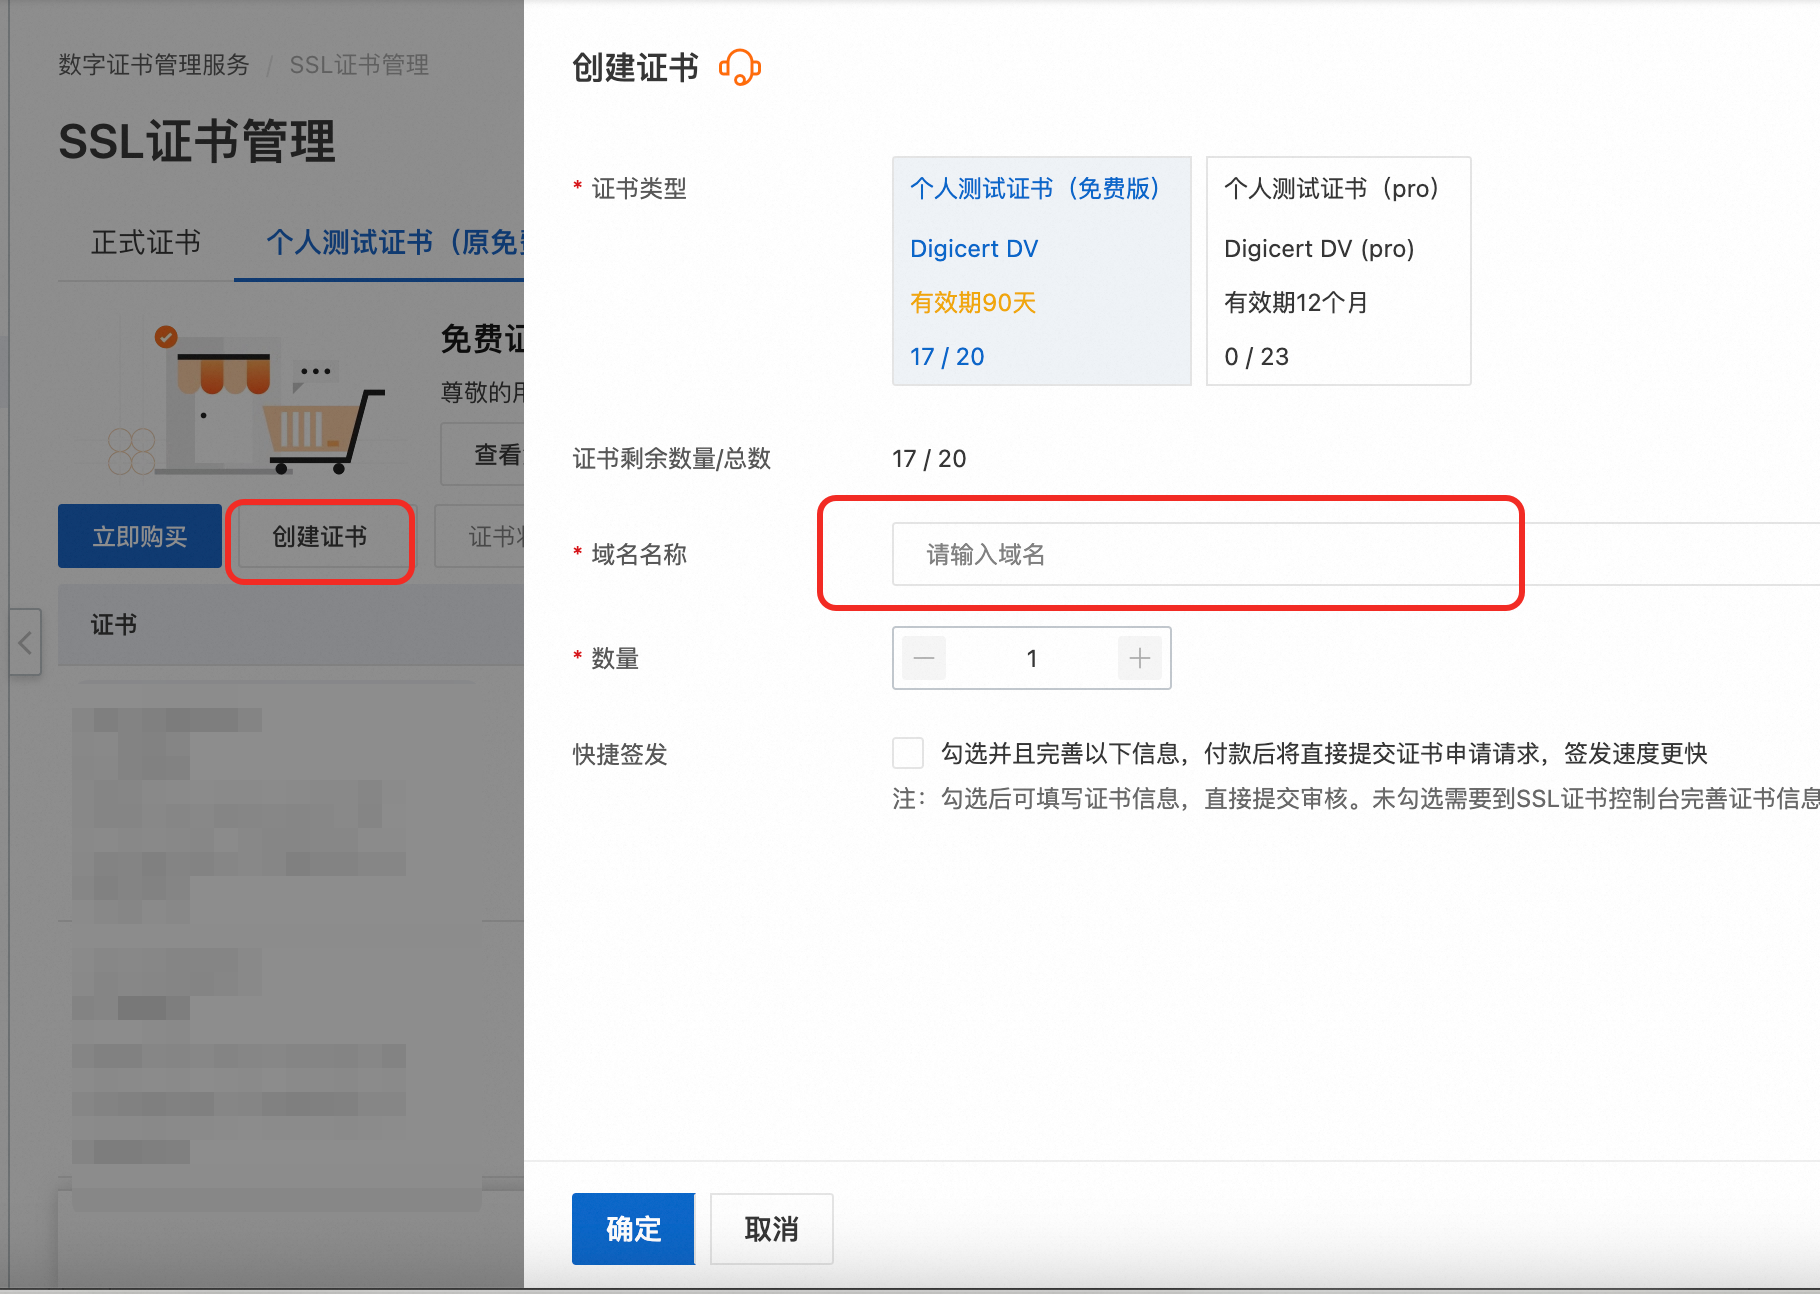 数字证书管理服务 / SSL证书管理
SSL证书管理
正式证书
个人测试证书（原免
免费证
尊敬的用
查看
立即购买
创建证书
证书
证书
创建证书
* 证书类型
个人测试证书（免费版）
Digicert DV
有效期90天
17 / 20
个人测试证书（pro）
Digicert DV (pro)
有效期12个月
0 / 23
证书剩余数量/总数
17 / 20
* 域名名称
请输入域名
* 数量
1
快捷签发
勾选并且完善以下信息，付款后将直接提交证书申请请求，签发速度更快
注：勾选后可填写证书信息，直接提交审核。未勾选需要到SSL证书控制台完善证书信息
确定
取消